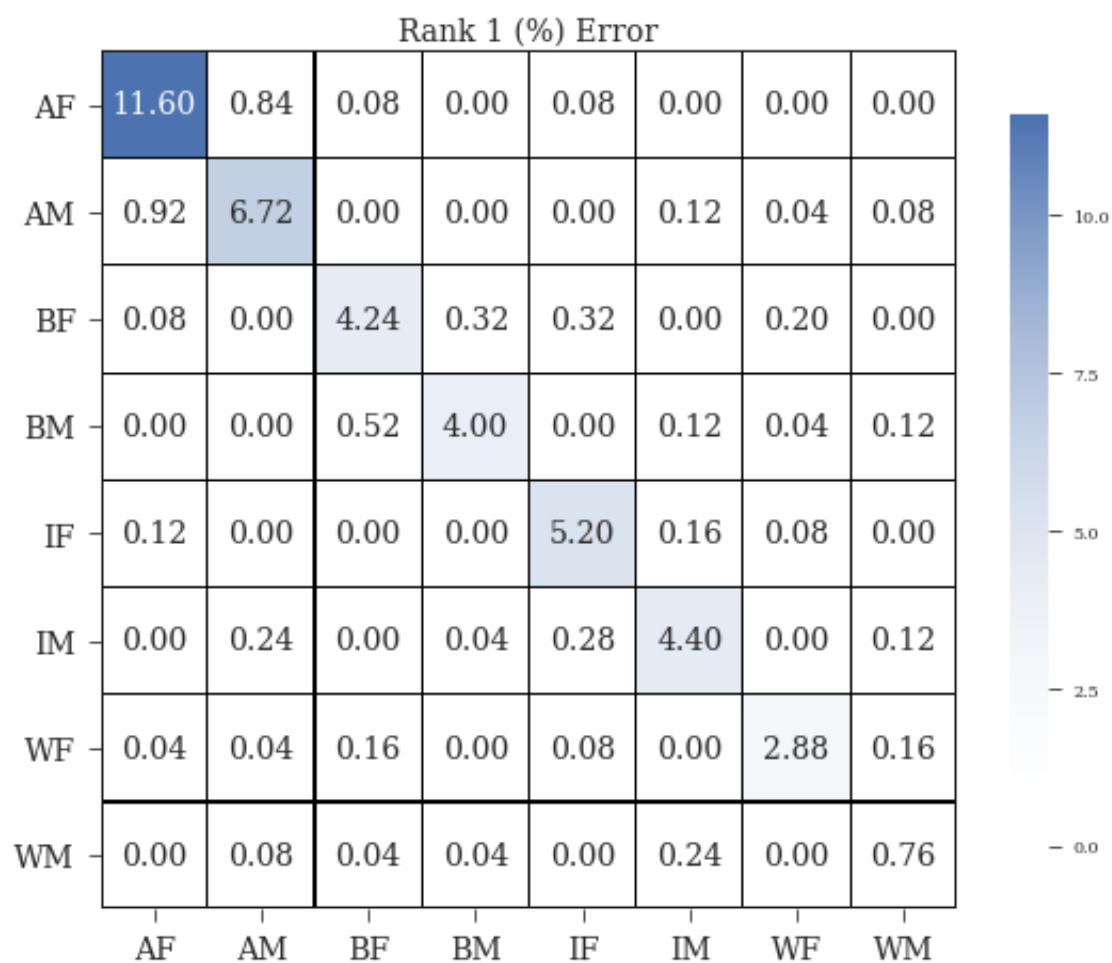 Rank 1 (%) Error
AF 11.60 0.84 0.08 0.00 0.08 0.00 0.00 0.00
AM 0.92 6.72 0.00 0.00 0.00 0.12 0.04 0.08
BF 0.08 0.00 4.24 0.32 0.32 0.00 0.20 0.00
BM 0.00 0.00 0.52 4.00 0.00 0.12 0.04 0.12
IF 0.12 0.00 0.00 0.00 5.20 0.16 0.08 0.00
IM 0.00 0.24 0.00 0.04 0.28 4.40 0.00 0.12
WF 0.04 0.04 0.16 0.00 0.08 0.00 2.88 0.16
WM 0.00 0.08 0.04 0.04 0.00 0.24 0.00 0.76
AF AM BF BM IF IM WF WM
10.0
7.5
5.0
2.5
0.0